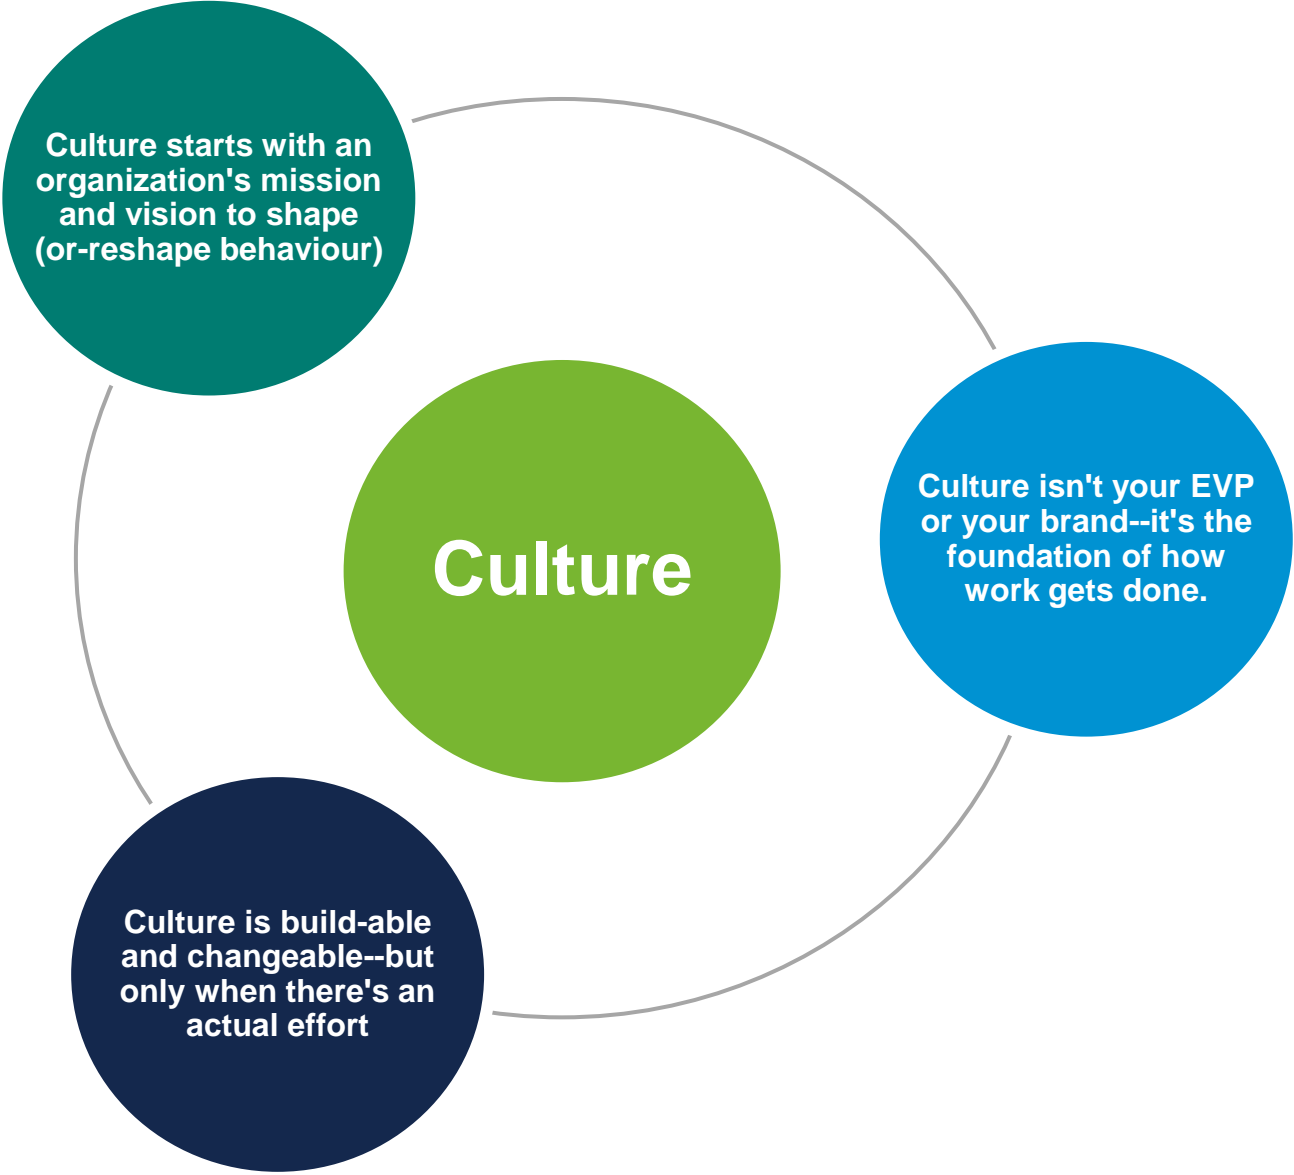 Culture starts with an
organization's mission
and vision to shape
(or-reshape behaviour)
Culture
Culture isn't your EVP
or your brand--it's the
foundation of how
work gets done.
Culture is build-able
and changeable--but
only when there's an
actual effort